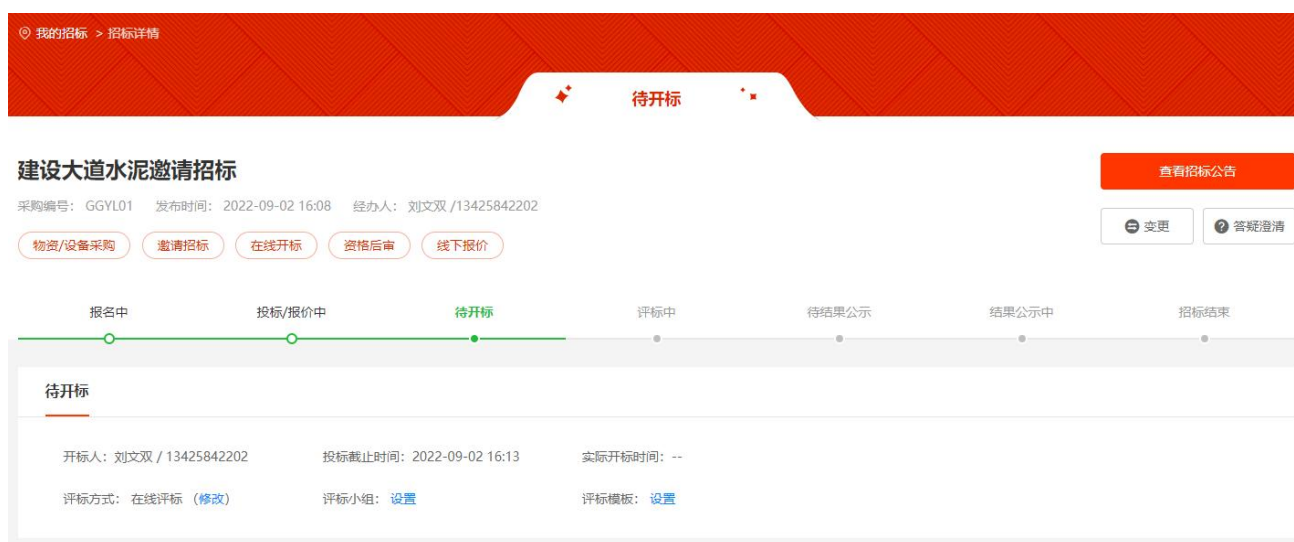 我的招标 > 招标详情
待开标
建设大道水泥邀请招标
查看招标公告
采购编号： GGYL01 发布时间： 2022-09-02 16:08 经办人： 刘文双 /13425842202
变更 答疑澄清
物资/设备采购 邀请招标 在线开标 资格后审 线下报价
报名中 投标/报价中 待开标 评标中 待结果公示 结果公示中 招标结束
待开标
开标人：刘文双 / 13425842202 投标截止时间：2022-09-02 16:13 实际开标时间：--
评标方式： 在线评标 （修改） 评标小组： 设置 评标模板： 设置